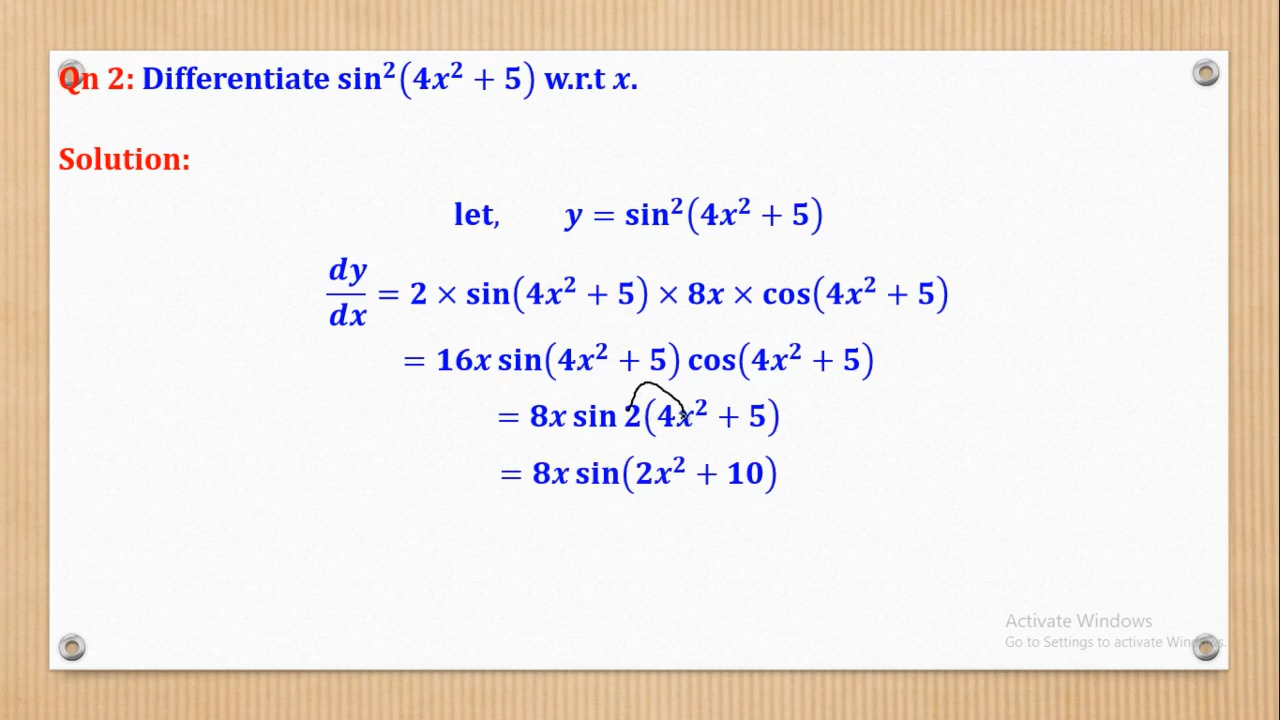 Qn 2: Differentiate sin²(4x² + 5) w.r.t x.
Solution:
let, y = sin²(4x² + 5)
dy/dx = 2 × sin(4x² + 5) × 8x × cos(4x² + 5)
= 16x sin(4x² + 5) cos(4x² + 5)
= 8x sin 2(4x² + 5)
= 8x sin(2x² + 10)
Activate Windows
Go to Settings to activate Windows.